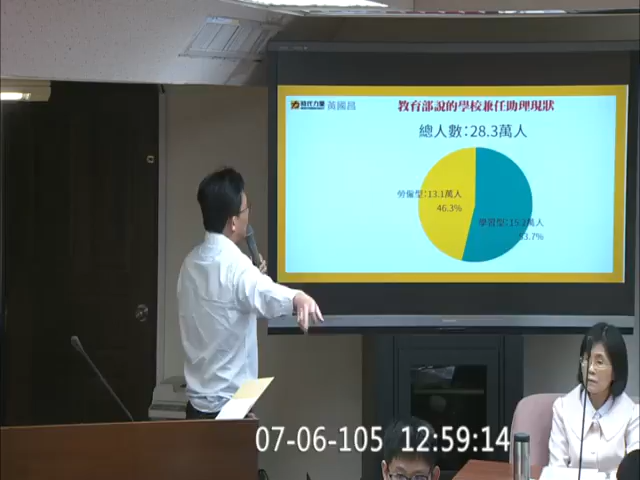 時代力量 黃國昌
教育部說的學校兼任助理現狀
總人數:28.3萬人
勞僱型:13.1萬人
46.3%
學習型:15.2萬人
53.7%
07-06-105 12:59:14